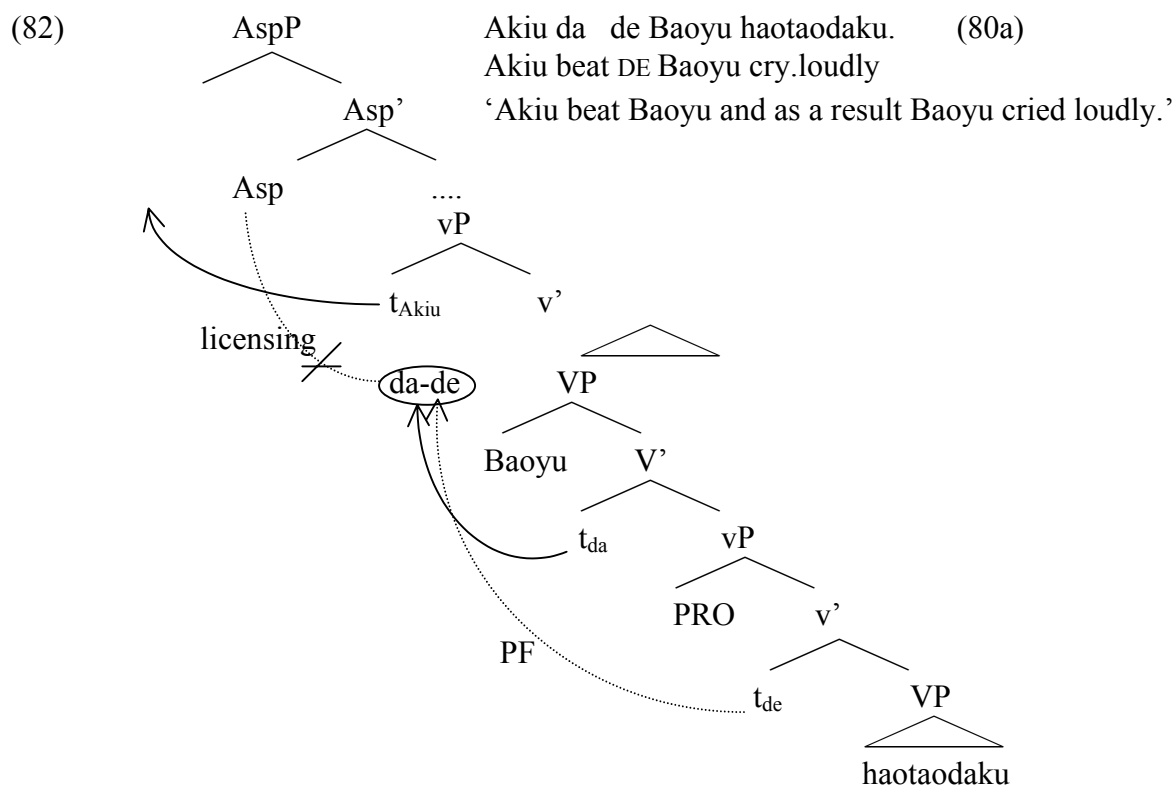 (82) AspP Akiu da de Baoyu haotaodaku. (80a)
Akiu beat DE Baoyu cry.loudly
Asp’ ‘Akiu beat Baoyu and as a result Baoyu cried loudly.’
Asp ....
vP
tAkiu v’
licensing
da-de VP
Baoyu V’
tda vP
PRO v’
PF
tde VP
haotaodaku